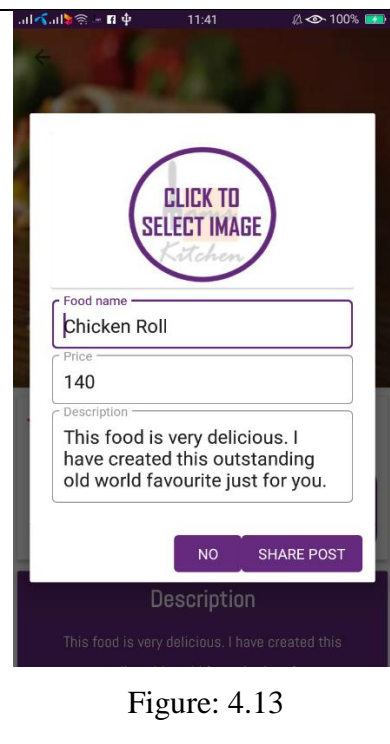 11:41
100%
CLICK TO
SELECT IMAGE
Kitchen
Food name
Chicken Roll
Price
140
Description
This food is very delicious. I
have created this outstanding
old world favourite just for you.
NO
SHARE POST
Description
This food is very delicious. I have created this
Figure: 4.13